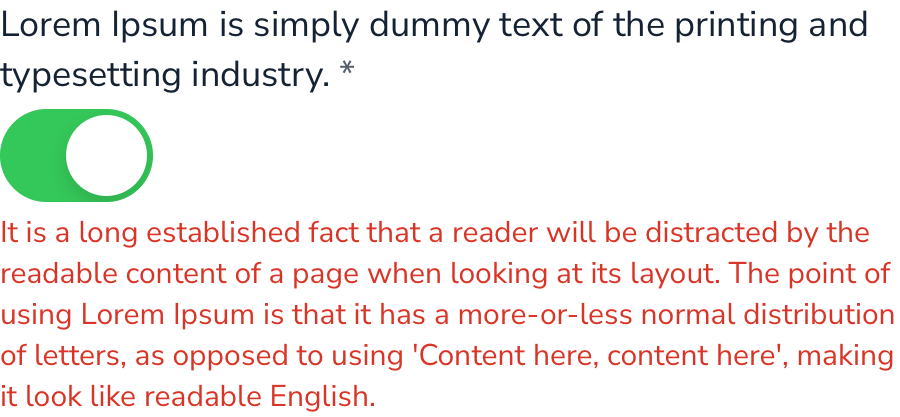 Lorem Ipsum is simply dummy text of the printing and
typesetting industry. *
It is a long established fact that a reader will be distracted by the
readable content of a page when looking at its layout. The point of
using Lorem Ipsum is that it has a more-or-less normal distribution
of letters, as opposed to using 'Content here, content here', making
it look like readable English.